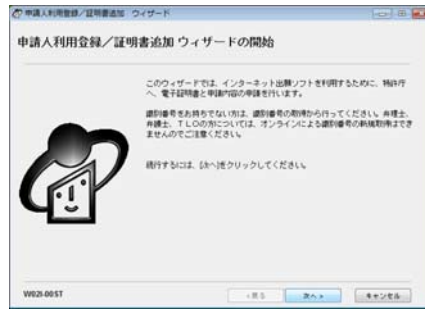 申請人利用登録／証明書追加 ウィザード
申請人利用登録／証明書追加 ウィザードの開始
このウィザードでは、インターネット出願ソフトを利用するために、特許庁
へ、電子証明書と申請内容の申請を行います。
識別番号をお持ちでない方は、識別番号の取得から行ってください。弁理士、
弁護士、TLOの方については、オンラインによる識別番号の新規取得はでき
ませんのでご注意ください。
続行するには、[次へ]をクリックしてください。
W021-00ST
<戻る
次へ>
キャンセル